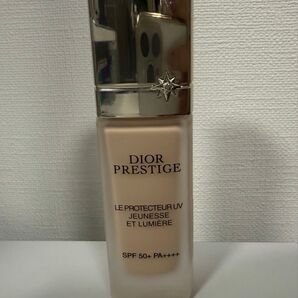 DIOR
PRESTIGE
LE PROTECTEUR UV
JEUNESSE
ET LUMIÈRE
SPF 50+ PA++++